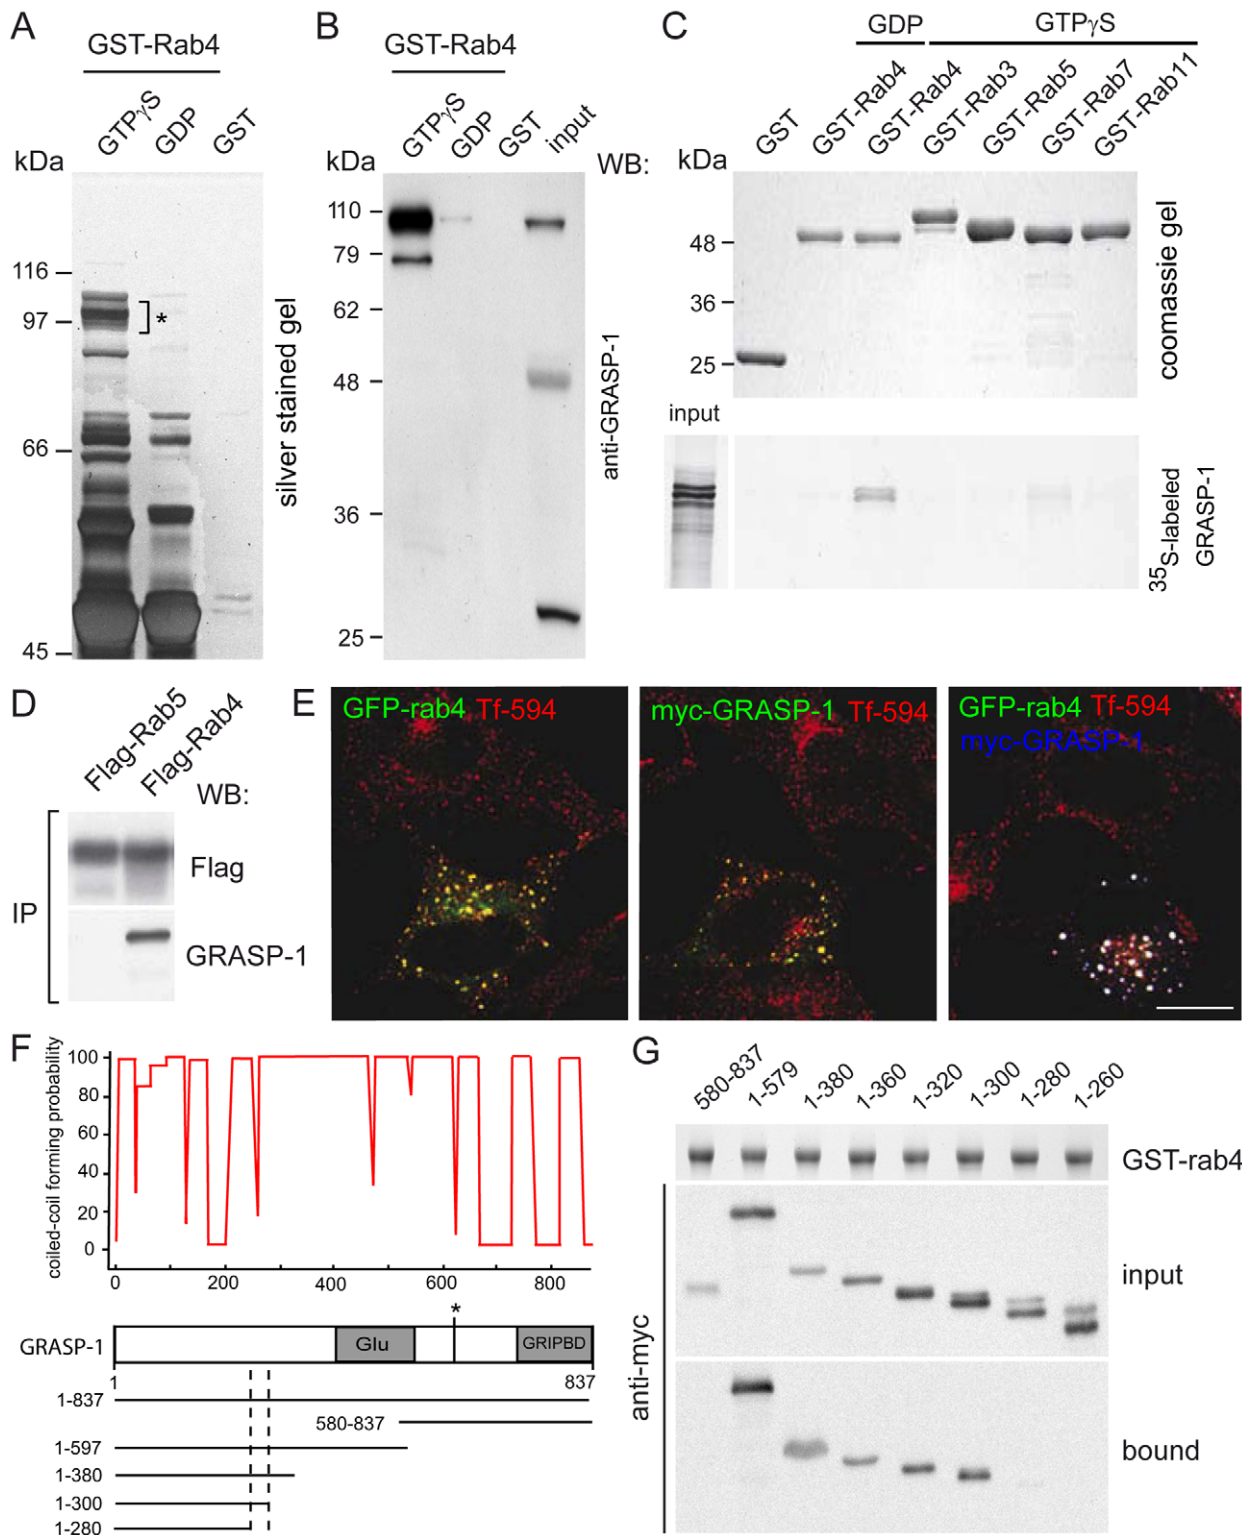 A
GST-Rab4
GTPγS
GDP
GST
kDa
116
97
*
66
45
silver stained gel
B
GST-Rab4
GTPγS
GDP
GST
input
WB:
110
79
62
48
36
25
anti-GRASP-1
C
GDP
GTPγS
GST
GST-Rab4
GST-Rab4
GST-Rab3
GST-Rab5
GST-Rab7
GST-Rab11
kDa
48
36
25
coomassie gel
input
35S-labeled
GRASP-1
D
Flag-Rab5
Flag-Rab4
WB:
IP
Flag
GRASP-1
E
GFP-rab4 Tf-594
myc-GRASP-1 Tf-594
GFP-rab4 Tf-594
myc-GRASP-1
F
coiled-coil forming probability
100
80
60
40
20
0
0 200 400 600 800
*
GRASP-1
Glu
GRIPBD
1
837
1-837
580-837
1-597
1-380
1-300
1-280
G
580-837
1-579
1-380
1-360
1-320
1-300
1-280
1-260
GST-rab4
anti-myc
input
bound